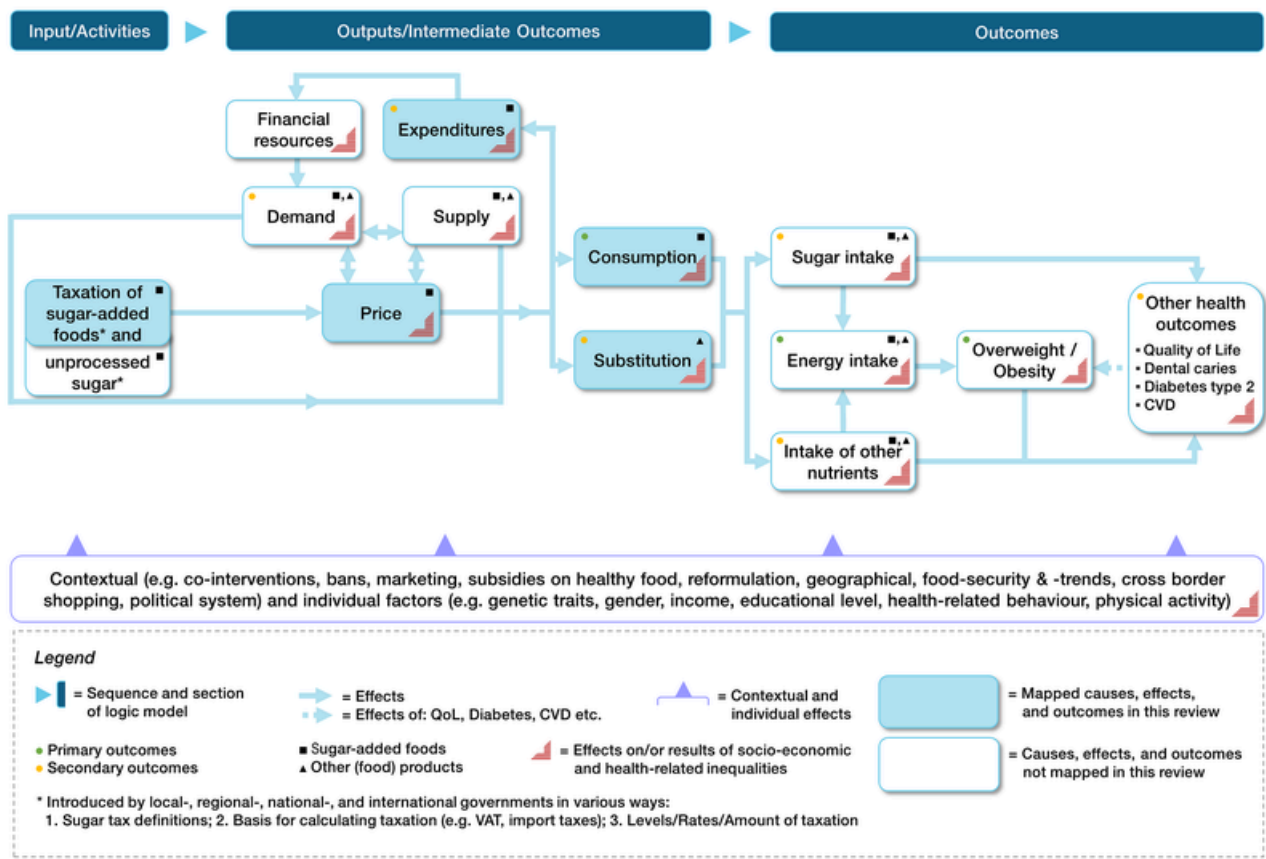 Input/Activities
Outputs/Intermediate Outcomes
Outcomes
Financial
resources
Expenditures
Demand
Supply
Taxation of
sugar-added
foods* and
unprocessed
sugar*
Price
Consumption
Substitution
Sugar intake
Energy intake
Intake of other
nutrients
Overweight /
Obesity
Other health
outcomes
▪ Quality of Life
▪ Dental caries
▪ Diabetes type 2
▪ CVD
Contextual (e.g. co-interventions, bans, marketing, subsidies on healthy food, reformulation, geographical, food-security & -trends, cross border
shopping, political system) and individual factors (e.g. genetic traits, gender, income, educational level, health-related behaviour, physical activity)
Legend
= Sequence and section
of logic model
= Effects
= Effects of: QoL, Diabetes, CVD etc.
= Contextual and
individual effects
= Mapped causes, effects,
and outcomes in this review
Primary outcomes
Secondary outcomes
Sugar-added foods
Other (food) products
= Effects on/or results of socio-economic
and health-related inequalities
= Causes, effects, and outcomes
not mapped in this review
* Introduced by local-, regional-, national-, and international governments in various ways:
1. Sugar tax definitions; 2. Basis for calculating taxation (e.g. VAT, import taxes); 3. Levels/Rates/Amount of taxation